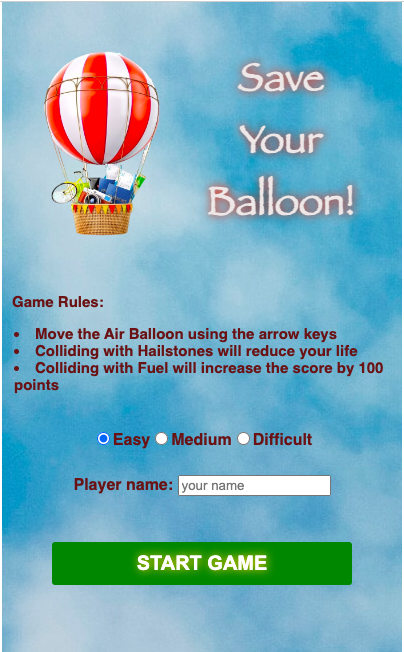 Save
Your
Balloon!
Game Rules:
• Move the Air Balloon using the arrow keys
• Colliding with Hailstones will reduce your life
• Colliding with Fuel will increase the score by 100
points
Easy Medium Difficult
Player name: your name
START GAME